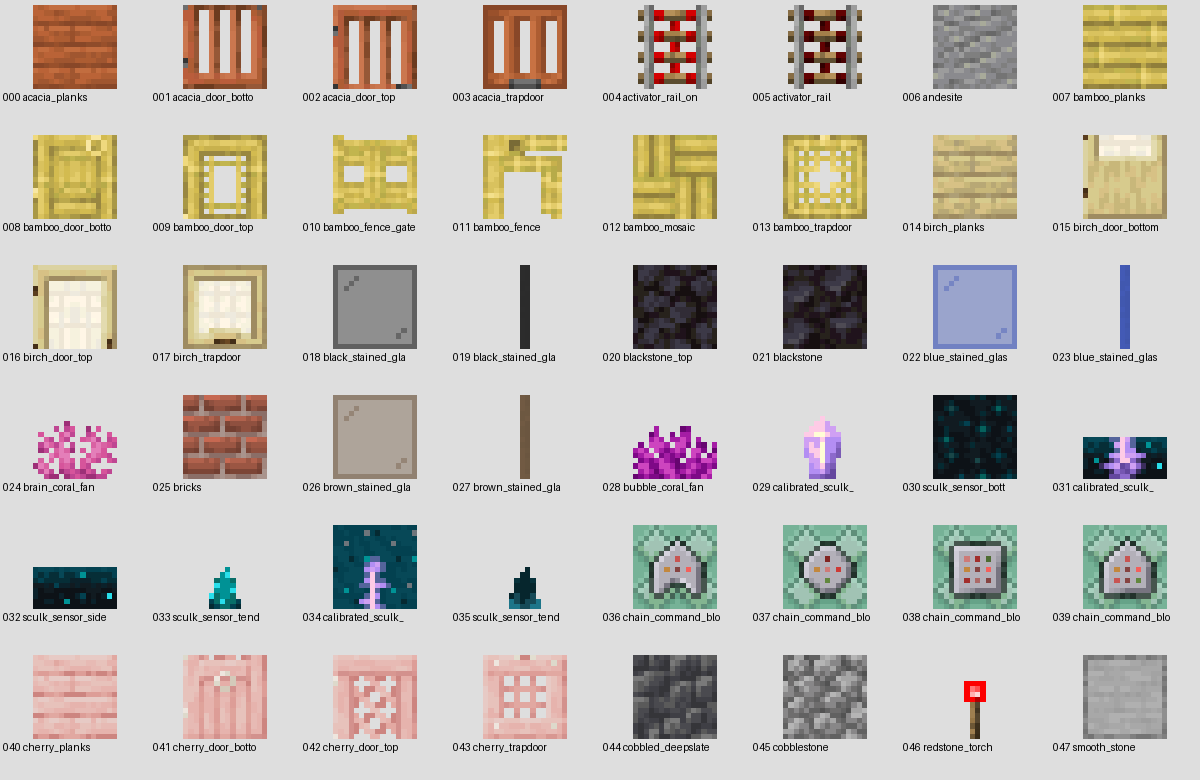 000 acacia_planks 001 acacia_door_botto 002 acacia_door_top 003 acacia_trapdoor 004 activator_rail_on 005 activator_rail 006 andesite 007 bamboo_planks
008 bamboo_door_botto 009 bamboo_door_top 010 bamboo_fence_gate 011 bamboo_fence 012 bamboo_mosaic 013 bamboo_trapdoor 014 birch_planks 015 birch_door_bottom
016 birch_door_top 017 birch_trapdoor 018 black_stained_gla 019 black_stained_gla 020 blackstone_top 021 blackstone 022 blue_stained_glas 023 blue_stained_glas
024 brain_coral_fan 025 bricks 026 brown_stained_gla 027 brown_stained_gla 028 bubble_coral_fan 029 calibrated_sculk_ 030 sculk_sensor_bott 031 calibrated_sculk_
032 sculk_sensor_side 033 sculk_sensor_tend 034 calibrated_sculk_ 035 sculk_sensor_tend 036 chain_command_blo 037 chain_command_blo 038 chain_command_blo 039 chain_command_blo
040 cherry_planks 041 cherry_door_botto 042 cherry_door_top 043 cherry_trapdoor 044 cobbled_deepslate 045 cobblestone 046 redstone_torch 047 smooth_stone